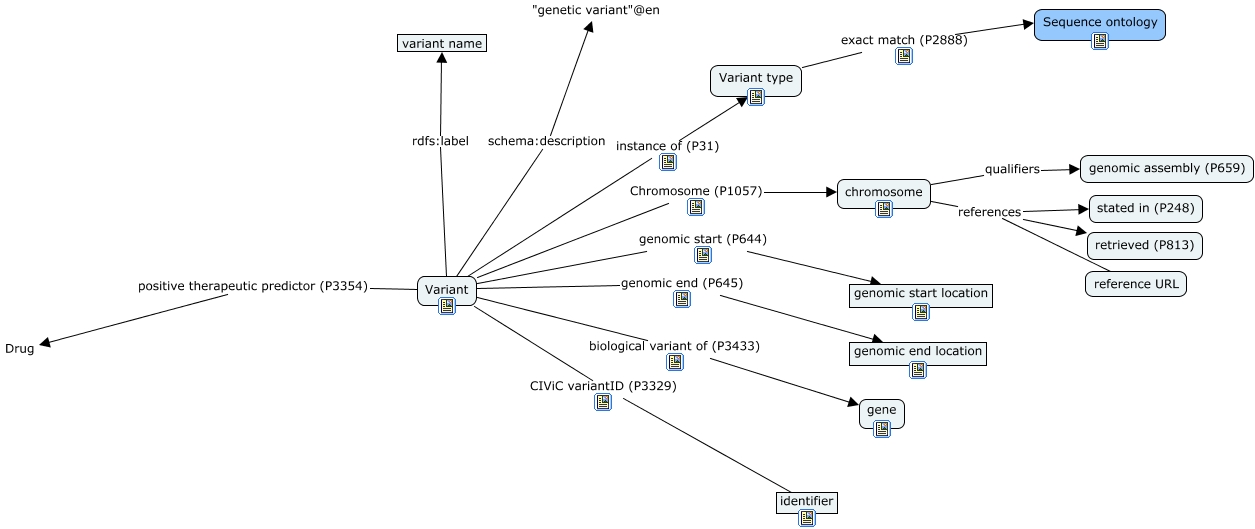 "genetic variant"@en
Sequence ontology
variant name
exact match (P2888)
Variant type
rdfs:label
schema:description
instance of (P31)
qualifiers
genomic assembly (P659)
Chromosome (P1057)
chromosome
references
stated in (P248)
genomic start (P644)
retrieved (P813)
positive therapeutic predictor (P3354)
Variant
genomic end (P645)
reference URL
genomic start location
Drug
biological variant of (P3433)
genomic end location
CIViC variantID (P3329)
gene
identifier